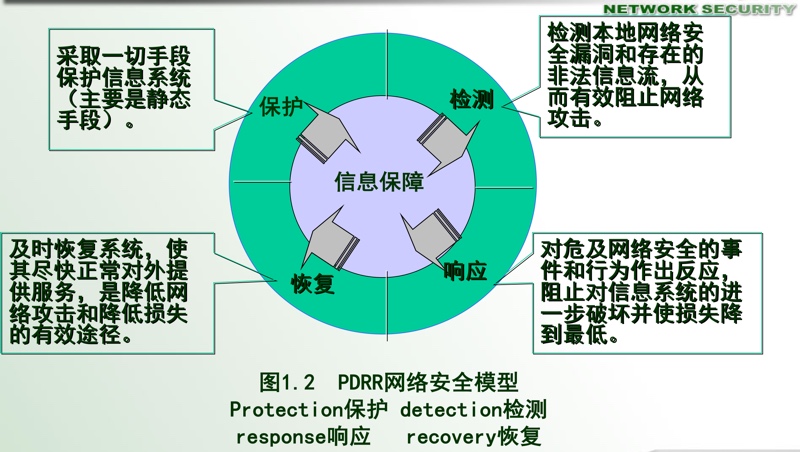 NETWORK SECURITY
采取一切手段
保护信息系统
（主要是静态
手段）。
检测本地网络安
全漏洞和存在的
非法信息流，从
而有效阻止网络
攻击。
保护
检测
信息保障
恢复
响应
及时恢复系统，使
其尽快正常对外提
供服务，是降低网
络攻击和降低损失
的有效途径。
对危及网络安全的事
件和行为作出反应，
阻止对信息系统的进
一步破坏并使损失降
到最低。
图1.2 PDRR网络安全模型
Protection保护 detection检测
response响应 recovery恢复